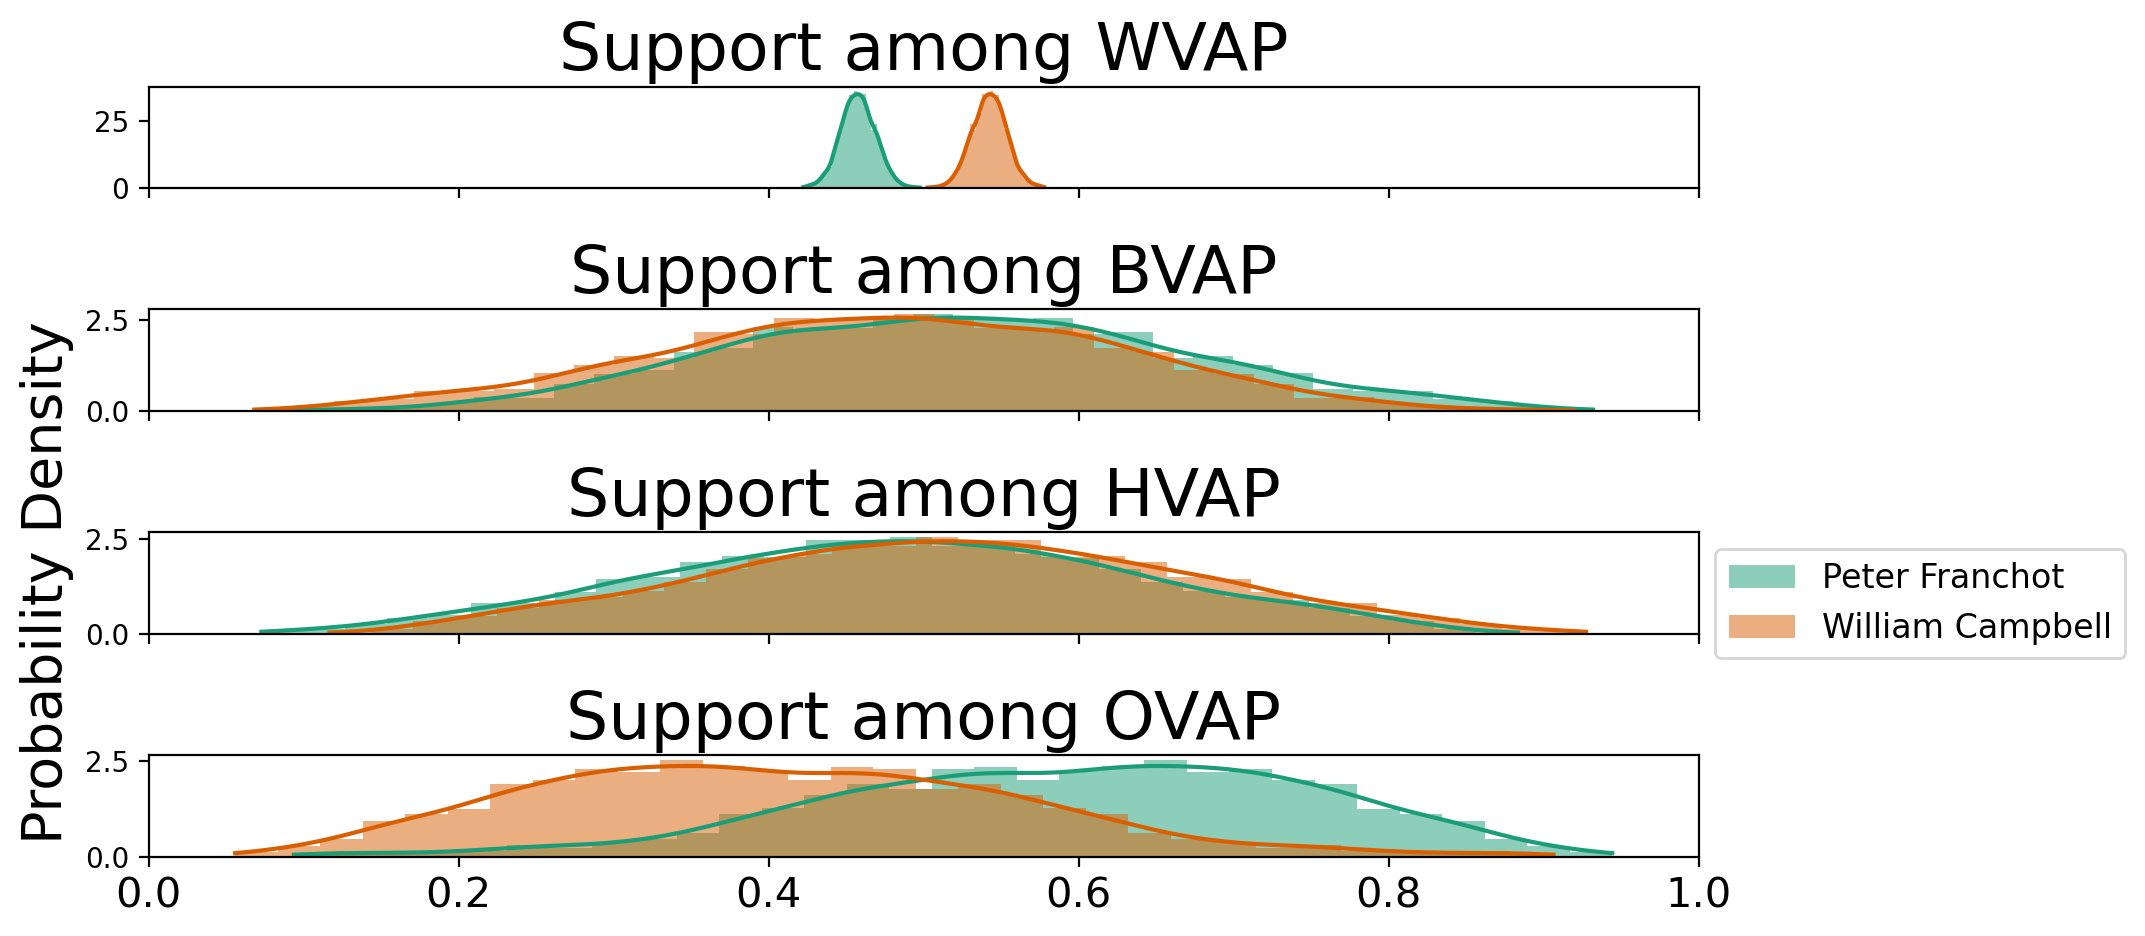 Support among WVAP
25
0
Support among BVAP
2.5
0.0
Support among HVAP
2.5
0.0
Support among OVAP
2.5
0.0
0.0 0.2 0.4 0.6 0.8 1.0
Probability Density
Peter Franchot
William Campbell